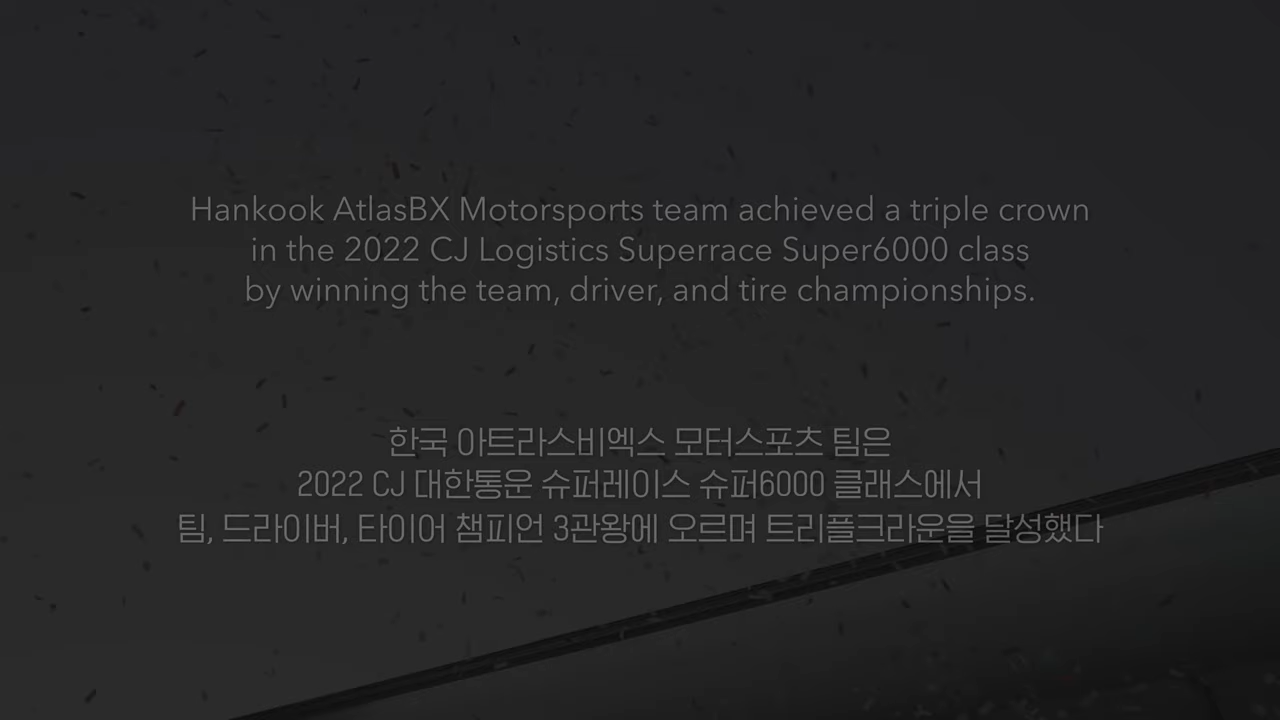 Hankook AtlasBX Motorsports team achieved a triple crown
in the 2022 CJ Logistics Superrace Super6000 class
by winning the team, driver, and tire championships.
한국 아트라스비엑스 모터스포츠 팀은
2022 CJ 대한통운 슈퍼레이스 슈퍼6000 클래스에서
팀, 드라이버, 타이어 챔피언 3관왕에 오르며 트리플크라운을 달성했다